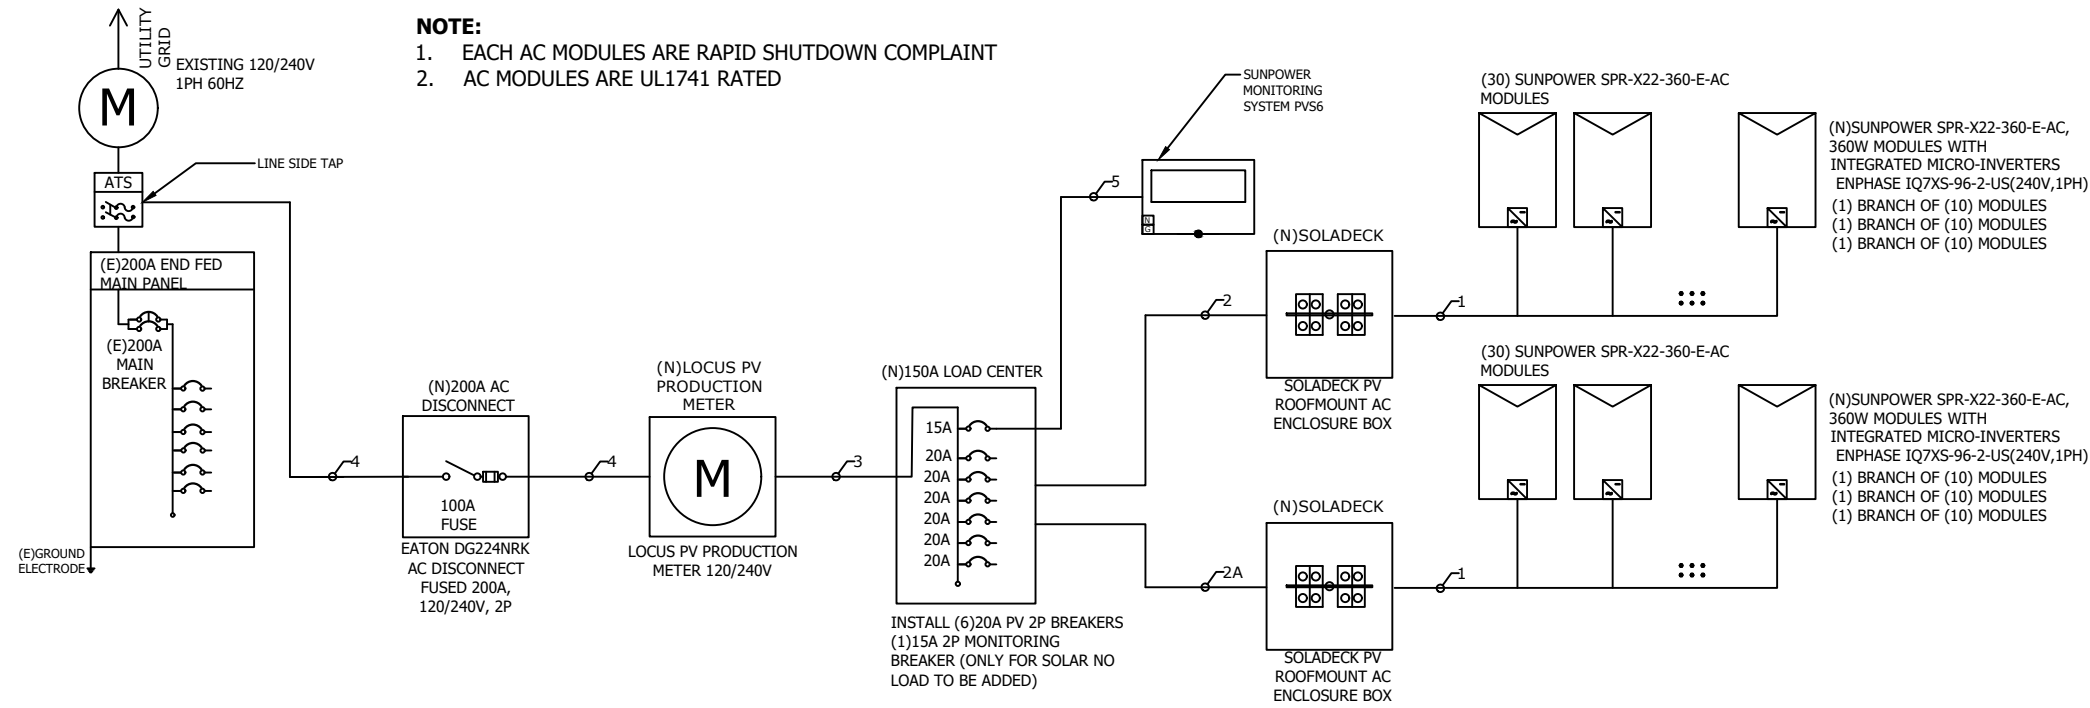 NOTE:
1. EACH AC MODULES ARE RAPID SHUTDOWN COMPLAINT
2. AC MODULES ARE UL1741 RATED
UTILITY
GRID
EXISTING 120/240V
1PH 60HZ
M
LINE SIDE TAP
ATS
(E)200A END FED
MAIN PANEL
(E)200A
MAIN
BREAKER
(E)GROUND
ELECTRODE
4
(N)200A AC
DISCONNECT
100A
FUSE
EATON DG224NRK
AC DISCONNECT
FUSED 200A,
120/240V, 2P
4
(N)LOCUS PV
PRODUCTION
METER
M
LOCUS PV PRODUCTION
METER 120/240V
3
(N)150A LOAD CENTER
15A
20A
20A
20A
20A
20A
20A
INSTALL (6)20A PV 2P BREAKERS
(1)15A 2P MONITORING
BREAKER (ONLY FOR SOLAR NO
LOAD TO BE ADDED)
5
SUNPOWER
MONITORING
SYSTEM PVS6
N
G
2
(N)SOLADECK
SOLADECK PV
ROOFMOUNT AC
ENCLOSURE BOX
1
(30) SUNPOWER SPR-X22-360-E-AC
MODULES
(N)SUNPOWER SPR-X22-360-E-AC,
360W MODULES WITH
INTEGRATED MICRO-INVERTERS
ENPHASE IQ7XS-96-2-US(240V,1PH)
(1) BRANCH OF (10) MODULES
(1) BRANCH OF (10) MODULES
(1) BRANCH OF (10) MODULES
2A
(N)SOLADECK
SOLADECK PV
ROOFMOUNT AC
ENCLOSURE BOX
1
(30) SUNPOWER SPR-X22-360-E-AC
MODULES
(N)SUNPOWER SPR-X22-360-E-AC,
360W MODULES WITH
INTEGRATED MICRO-INVERTERS
ENPHASE IQ7XS-96-2-US(240V,1PH)
(1) BRANCH OF (10) MODULES
(1) BRANCH OF (10) MODULES
(1) BRANCH OF (10) MODULES